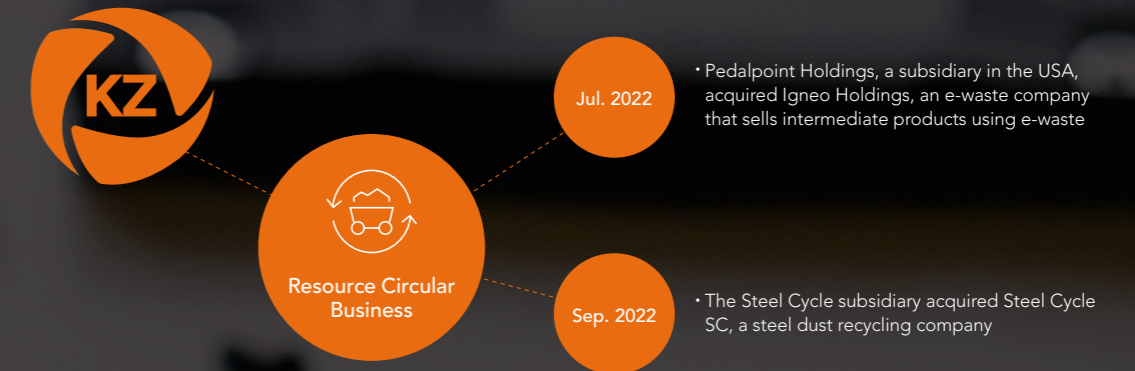 KZ
Resource Circular
Business
Jul. 2022
• Pedalpoint Holdings, a subsidiary in the USA,
acquired Igneo Holdings, an e-waste company
that sells intermediate products using e-waste
Sep. 2022
• The Steel Cycle subsidiary acquired Steel Cycle
SC, a steel dust recycling company